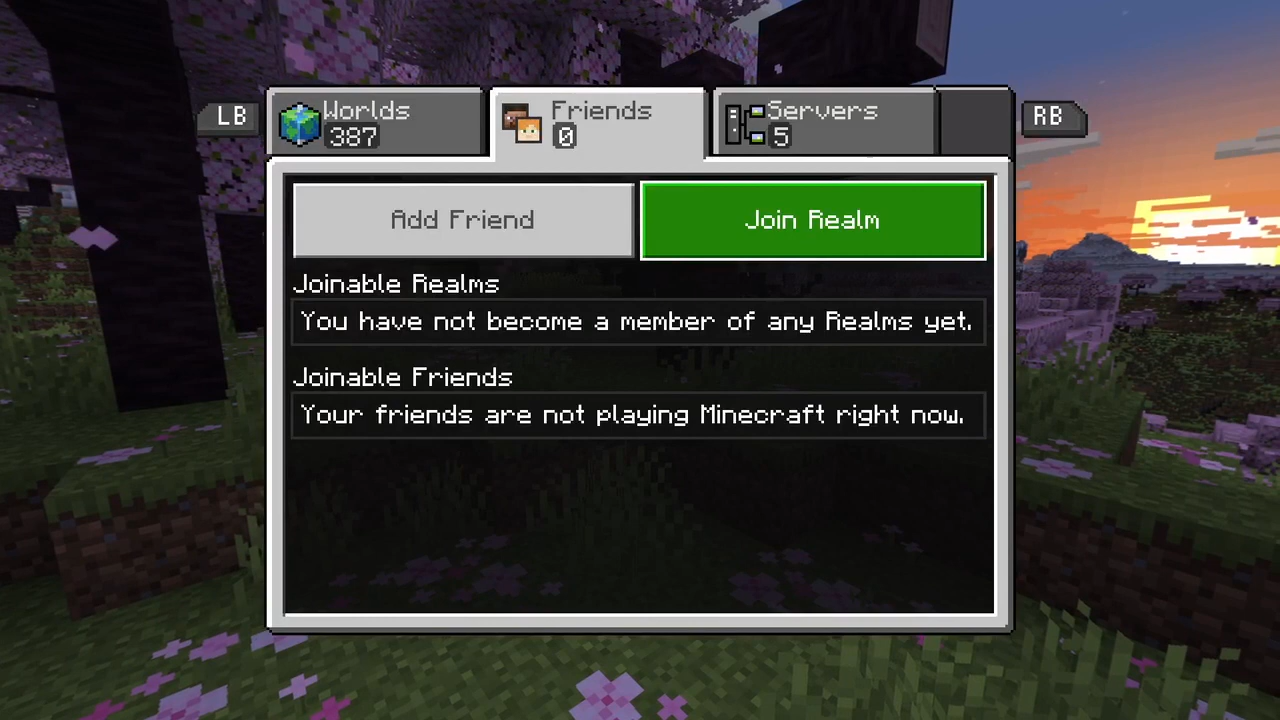 LB
Worlds
387
Friends
0
Servers
5
RB
Add Friend
Join Realm
Joinable Realms
You have not become a member of any Realms yet.
Joinable Friends
Your friends are not playing Minecraft right now.